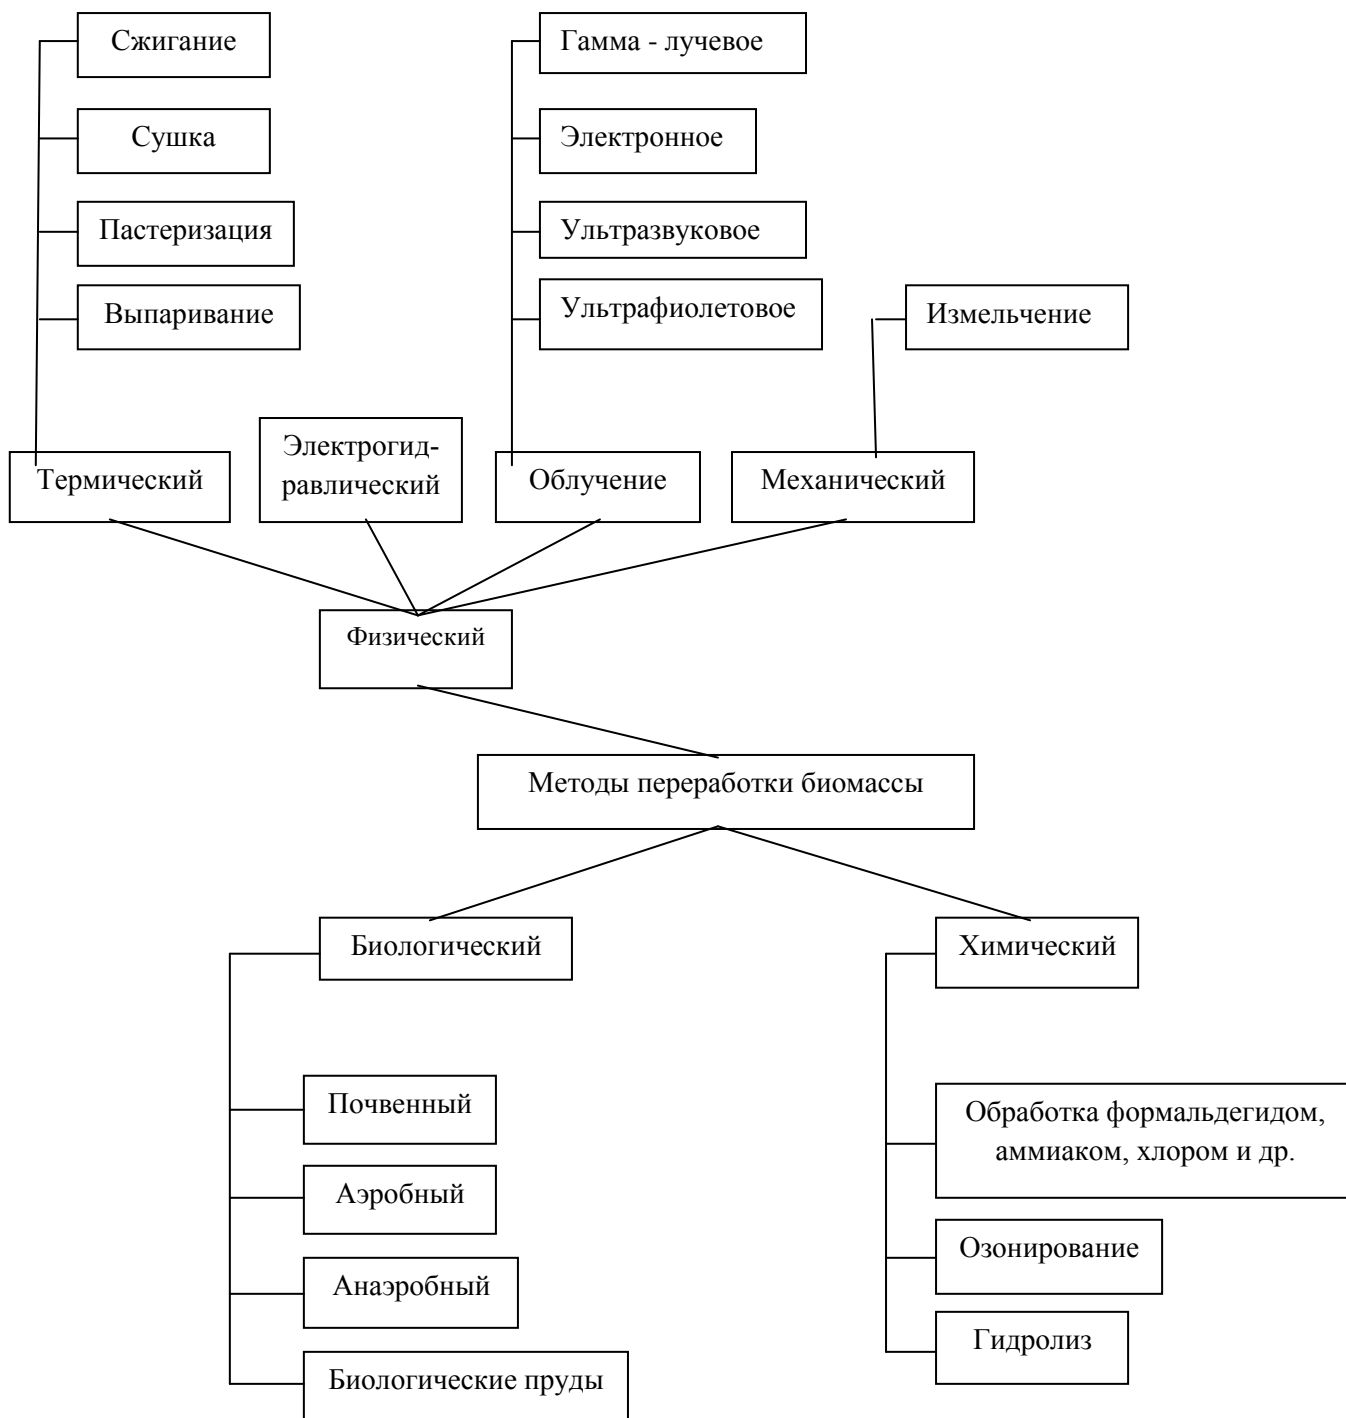 Сжигание
Гамма - лучевое
Сушка
Электронное
Пастеризация
Ультразвуковое
Выпаривание
Ультрафиолетовое
Измельчение
Термический
Электрогид-
равлический
Облучение
Механический
Физический
Методы переработки биомассы
Биологический
Химический
Почвенный
Обработка формальдегидом,
аммиаком, хлором и др.
Аэробный
Озонирование
Анаэробный
Гидролиз
Биологические пруды